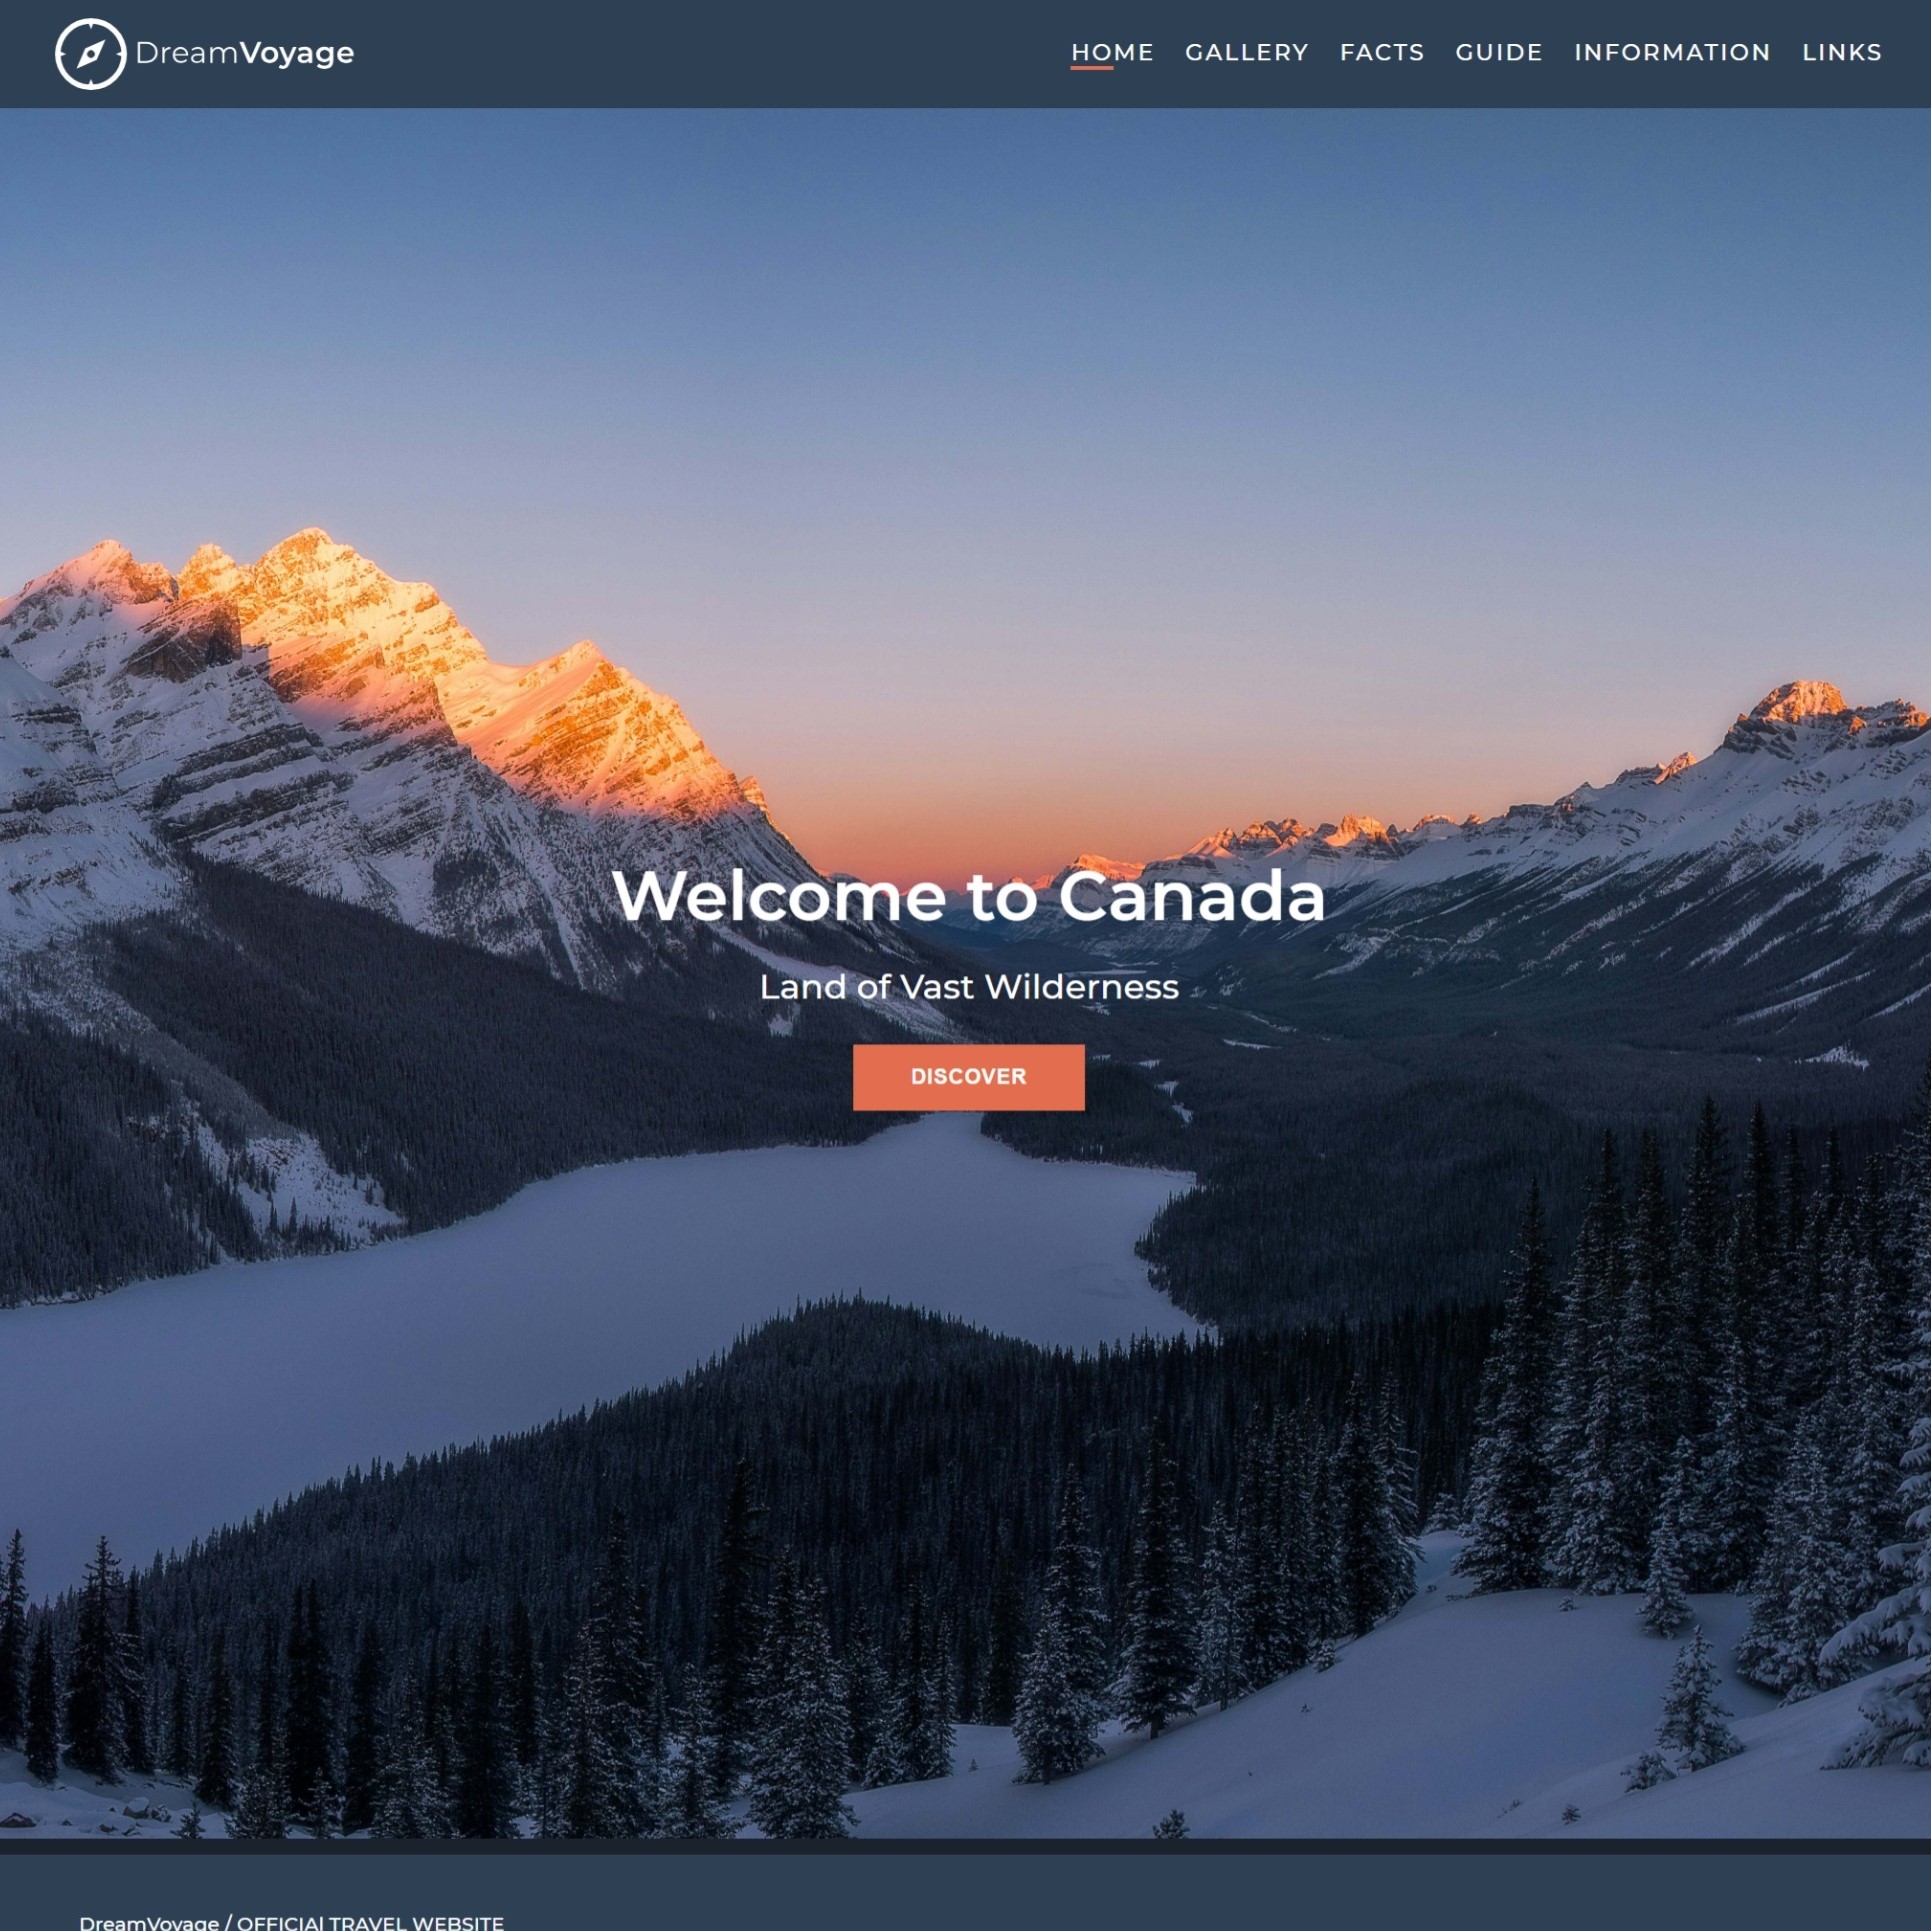 DreamVoyage
HOME GALLERY FACTS GUIDE INFORMATION LINKS
Welcome to Canada
Land of Vast Wilderness
DISCOVER
DreamVoyage / OFFICIAl TRAVEL WEBSITE